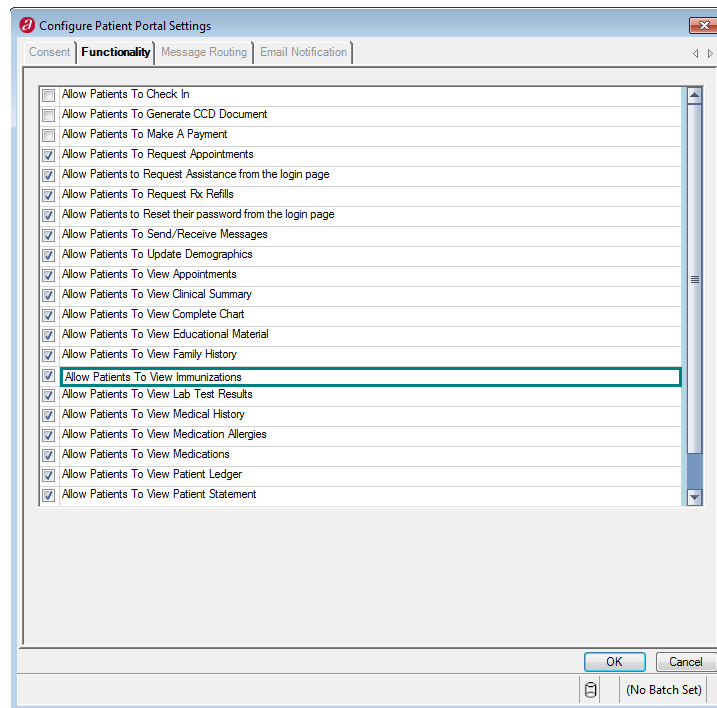 Configure Patient Portal Settings
Consent Functionality Message Routing Email Notification
Allow Patients To Check In
Allow Patients To Generate CCD Document
Allow Patients To Make A Payment
Allow Patients To Request Appointments
Allow Patients to Request Assistance from the login page
Allow Patients To Request Rx Refills
Allow Patients to Reset their password from the login page
Allow Patients To Send/Receive Messages
Allow Patients To Update Demographics
Allow Patients To View Appointments
Allow Patients To View Clinical Summary
Allow Patients To View Complete Chart
Allow Patients To View Educational Material
Allow Patients To View Family History
Allow Patients To View Immunizations
Allow Patients To View Lab Test Results
Allow Patients To View Medical History
Allow Patients To View Medication Allergies
Allow Patients To View Medications
Allow Patients To View Patient Ledger
Allow Patients To View Patient Statement
OK Cancel
(No Batch Set)